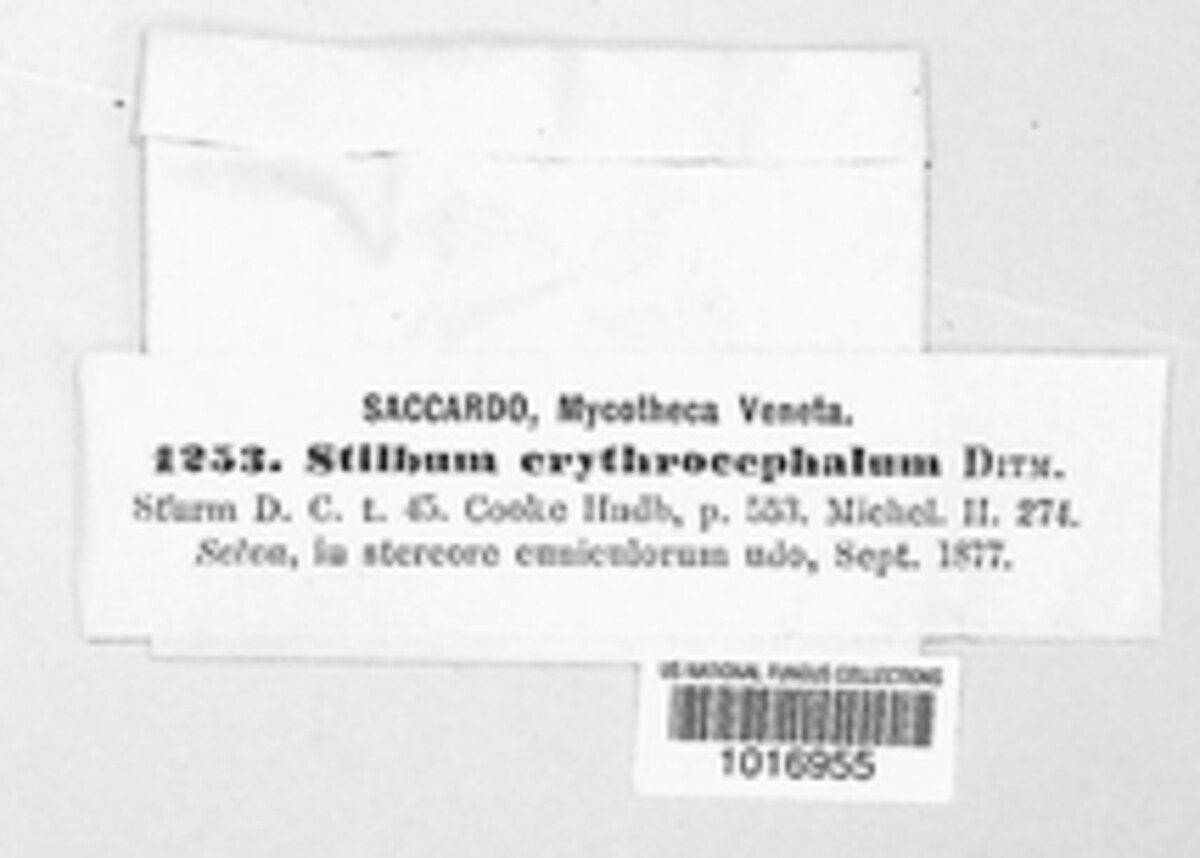 SACCARDO, Mycotheca Veneta.
1253. Stilbum erythrocephalum DITM.
Sturm D. C. t. 45. Cooke Hndb, p. 553. Michel. II. 274.
Selva, in stercore cuniculorum udo, Sept. 1877.
US NATIONAL FUNGUS COLLECTIONS
1016955